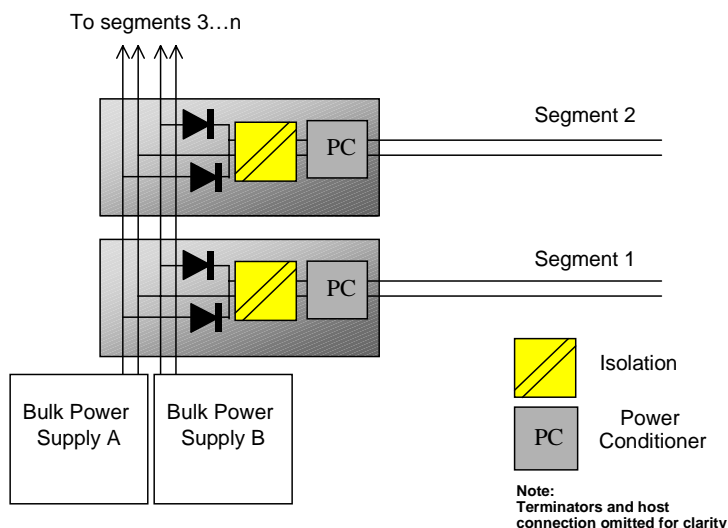 To segments 3…n
Segment 2
PC
Segment 1
PC
Bulk Power
Supply A
Bulk Power
Supply B
Isolation
PC
Power
Conditioner
Note:
Terminators and host
connection omitted for clarity